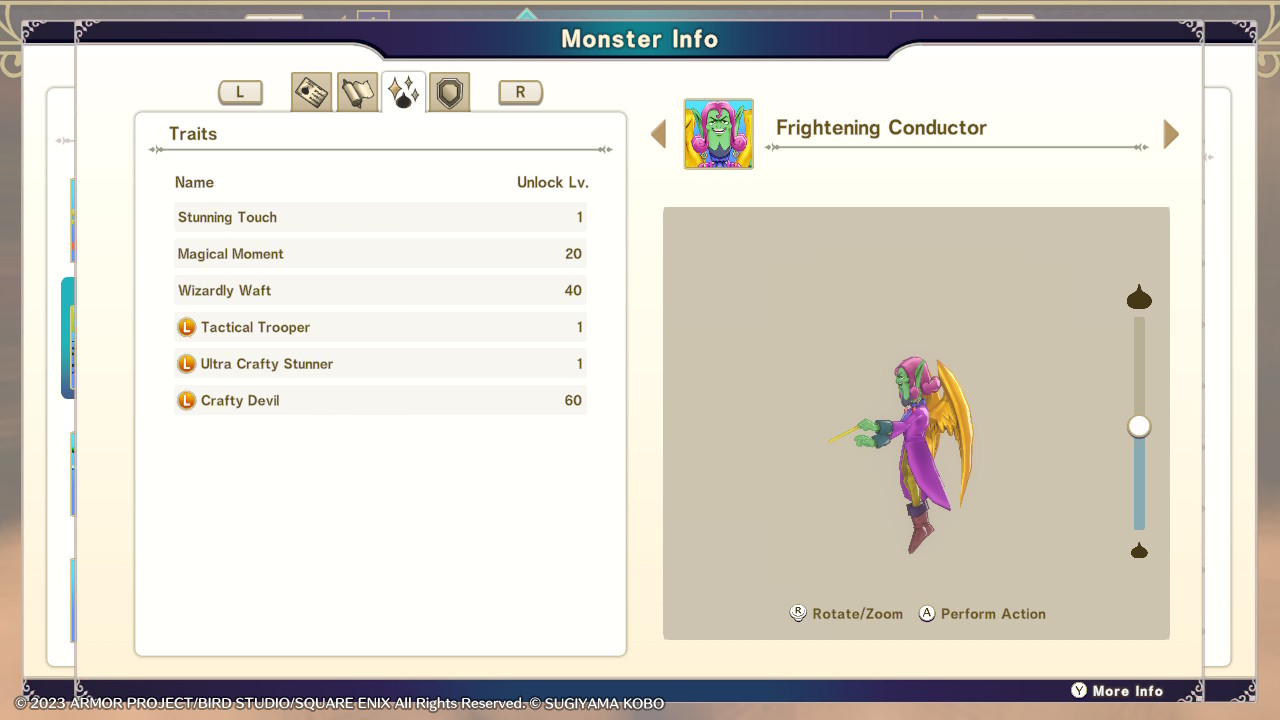 Monster Info
L
R
Traits
Name Unlock Lv.
Stunning Touch 1
Magical Moment 20
Wizardly Waft 40
L Tactical Trooper 1
L Ultra Crafty Stunner 1
L Crafty Devil 60
Frightening Conductor
R Rotate/Zoom A Perform Action
Y More Info
© 2023 ARMOR PROJECT/BIRD STUDIO/SQUARE ENIX All Rights Reserved. © SUGIYAMA KOBO